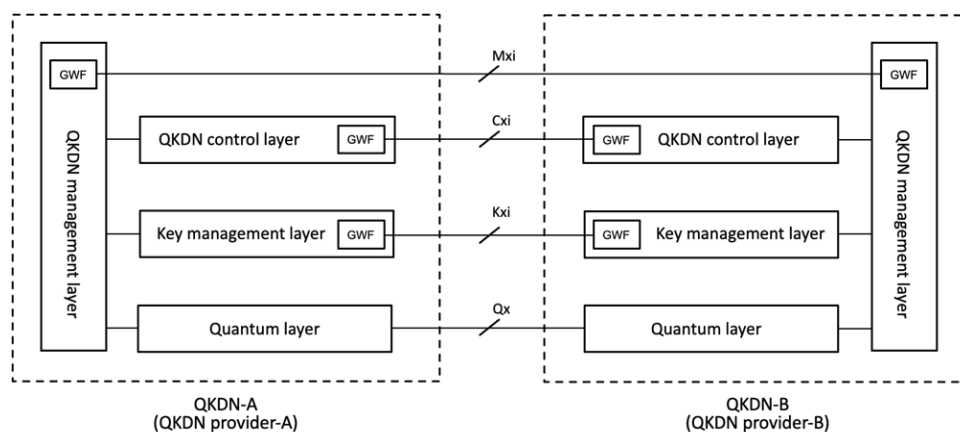 Mxi
GWF
GWF
Cxi
QKDN control layer
GWF
GWF
QKDN control layer
QKDN management layer
QKDN management layer
Kxi
Key management layer
GWF
GWF
Key management layer
Qx
Quantum layer
Quantum layer
QKDN-A
(QKDN provider-A)
QKDN-B
(QKDN provider-B)